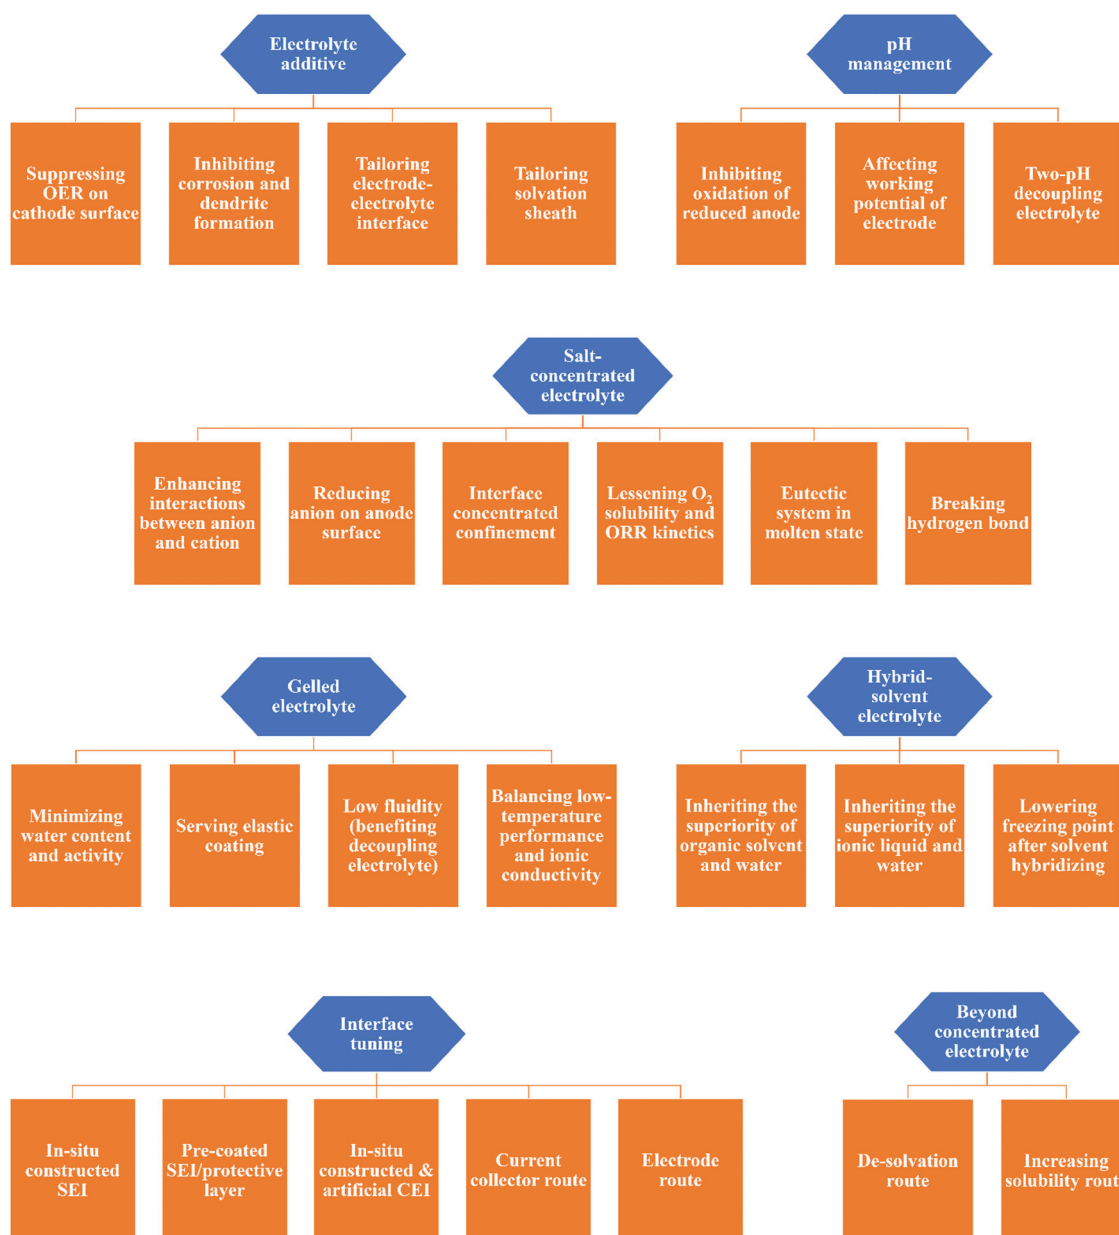 Electrolyte
additive
Suppressing
OER on
cathode surface
Inhibiting
corrosion and
dendrite
formation
Tailoring
electrode-
electrolyte
interface
Tailoring
solvation
sheath
pH
management
Inhibiting
oxidation of
reduced anode
Affecting
working
potential of
electrode
Two-pH
decoupling
electrolyte
Salt-
concentrated
electrolyte
Enhancing
interactions
between anion
and cation
Reducing
anion on anode
surface
Interface
concentrated
confinement
Lessening O₂
solubility and
ORR kinetics
Eutectic
system in
molten state
Breaking
hydrogen bond
Gelled
electrolyte
Minimizing
water content
and activity
Serving elastic
coating
Low fluidity
(benefiting
decoupling
electrolyte)
Balancing low-
temperature
performance
and ionic
conductivity
Hybrid-
solvent
electrolyte
Inheriting the
superiority of
organic solvent
and water
Inheriting the
superiority of
ionic liquid and
water
Lowering
freezing point
after solvent
hybridizing
Interface
tuning
In-situ
constructed
SEI
Pre-coated
SEI/protective
layer
In-situ
constructed &
artificial CEI
Current
collector route
Electrode
route
Beyond
concentrated
electrolyte
De-solvation
route
Increasing
solubility rout